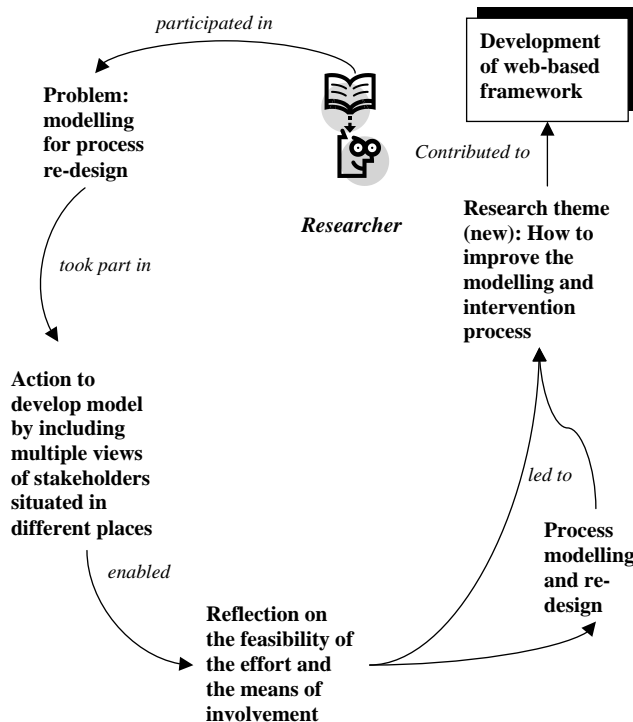 participated in
Problem:
modelling
for process
re-design
Researcher
Development
of web-based
framework
Contributed to
Research theme
(new): How to
improve the
modelling and
intervention
process
took part in
Action to
develop model
by including
multiple views
of stakeholders
situated in
different places
enabled
Reflection on
the feasibility of
the effort and
the means of
involvement
led to
Process
modelling
and re-
design